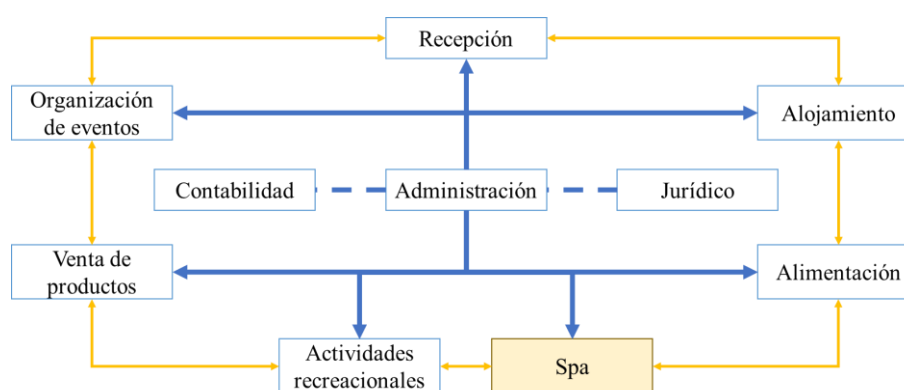 Recepción
Organización
de eventos
Alojamiento
Contabilidad
Administración
Jurídico
Venta de
productos
Alimentación
Actividades
recreacionales
Spa